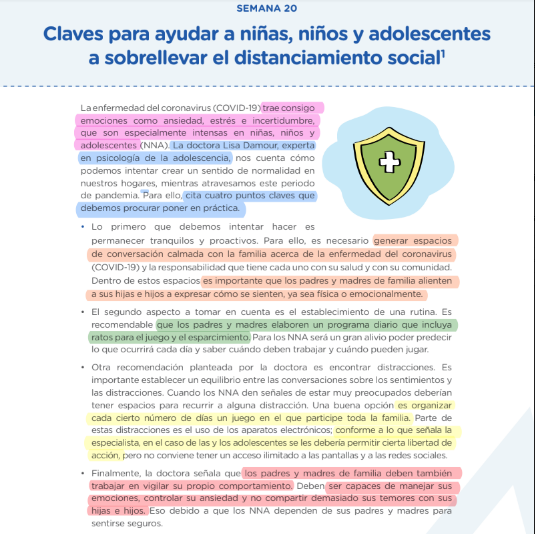 SEMANA 20
Claves para ayudar a niñas, niños y adolescentes
a sobrellevar el distanciamiento social¹
La enfermedad del coronavirus (COVID-19) trae consigo
emociones como ansiedad, estrés e incertidumbre,
que son especialmente intensas en niñas, niños y
adolescentes (NNA). La doctora Lisa Damour, experta
en psicología de la adolescencia, nos cuenta cómo
podemos intentar crear un sentido de normalidad en
nuestros hogares, mientras atravesamos este periodo
de pandemia. Para ello, cita cuatro puntos claves que
debemos procurar poner en práctica.
• Lo primero que debemos intentar hacer es
permanecer tranquilos y proactivos. Para ello, es necesario generar espacios
de conversación calmada con la familia acerca de la enfermedad del coronavirus
(COVID-19) y la responsabilidad que tiene cada uno con su salud y con su comunidad.
Dentro de estos espacios es importante que los padres y madres de familia alienten
a sus hijas e hijos a expresar cómo se sienten, ya sea física o emocionalmente.
• El segundo aspecto a tomar en cuenta es el establecimiento de una rutina. Es
recomendable que los padres y madres elaboren un programa diario que incluya
ratos para el juego y el esparcimiento. Para los NNA será un gran alivio poder predecir
lo que ocurrirá cada día y saber cuándo deben trabajar y cuándo pueden jugar.
• Otra recomendación planteada por la doctora es encontrar distracciones. Es
importante establecer un equilibrio entre las conversaciones sobre los sentimientos y
las distracciones. Cuando los NNA den señales de estar muy preocupados deberían
tener espacios para recurrir a alguna distracción. Una buena opción es organizar
cada cierto número de días un juego en el que participe toda la familia. Parte de
estas distracciones es el uso de los aparatos electrónicos; conforme a lo que señala la
especialista, en el caso de las y los adolescentes se les debería permitir cierta libertad de
acción, pero no conviene tener un acceso ilimitado a las pantallas y a las redes sociales.
• Finalmente, la doctora señala que los padres y madres de familia deben también
trabajar en vigilar su propio comportamiento. Deben ser capaces de manejar sus
emociones, controlar su ansiedad y no compartir demasiado sus temores con sus
hijas e hijos. Eso debido a que los NNA dependen de sus padres y madres para
sentirse seguros.